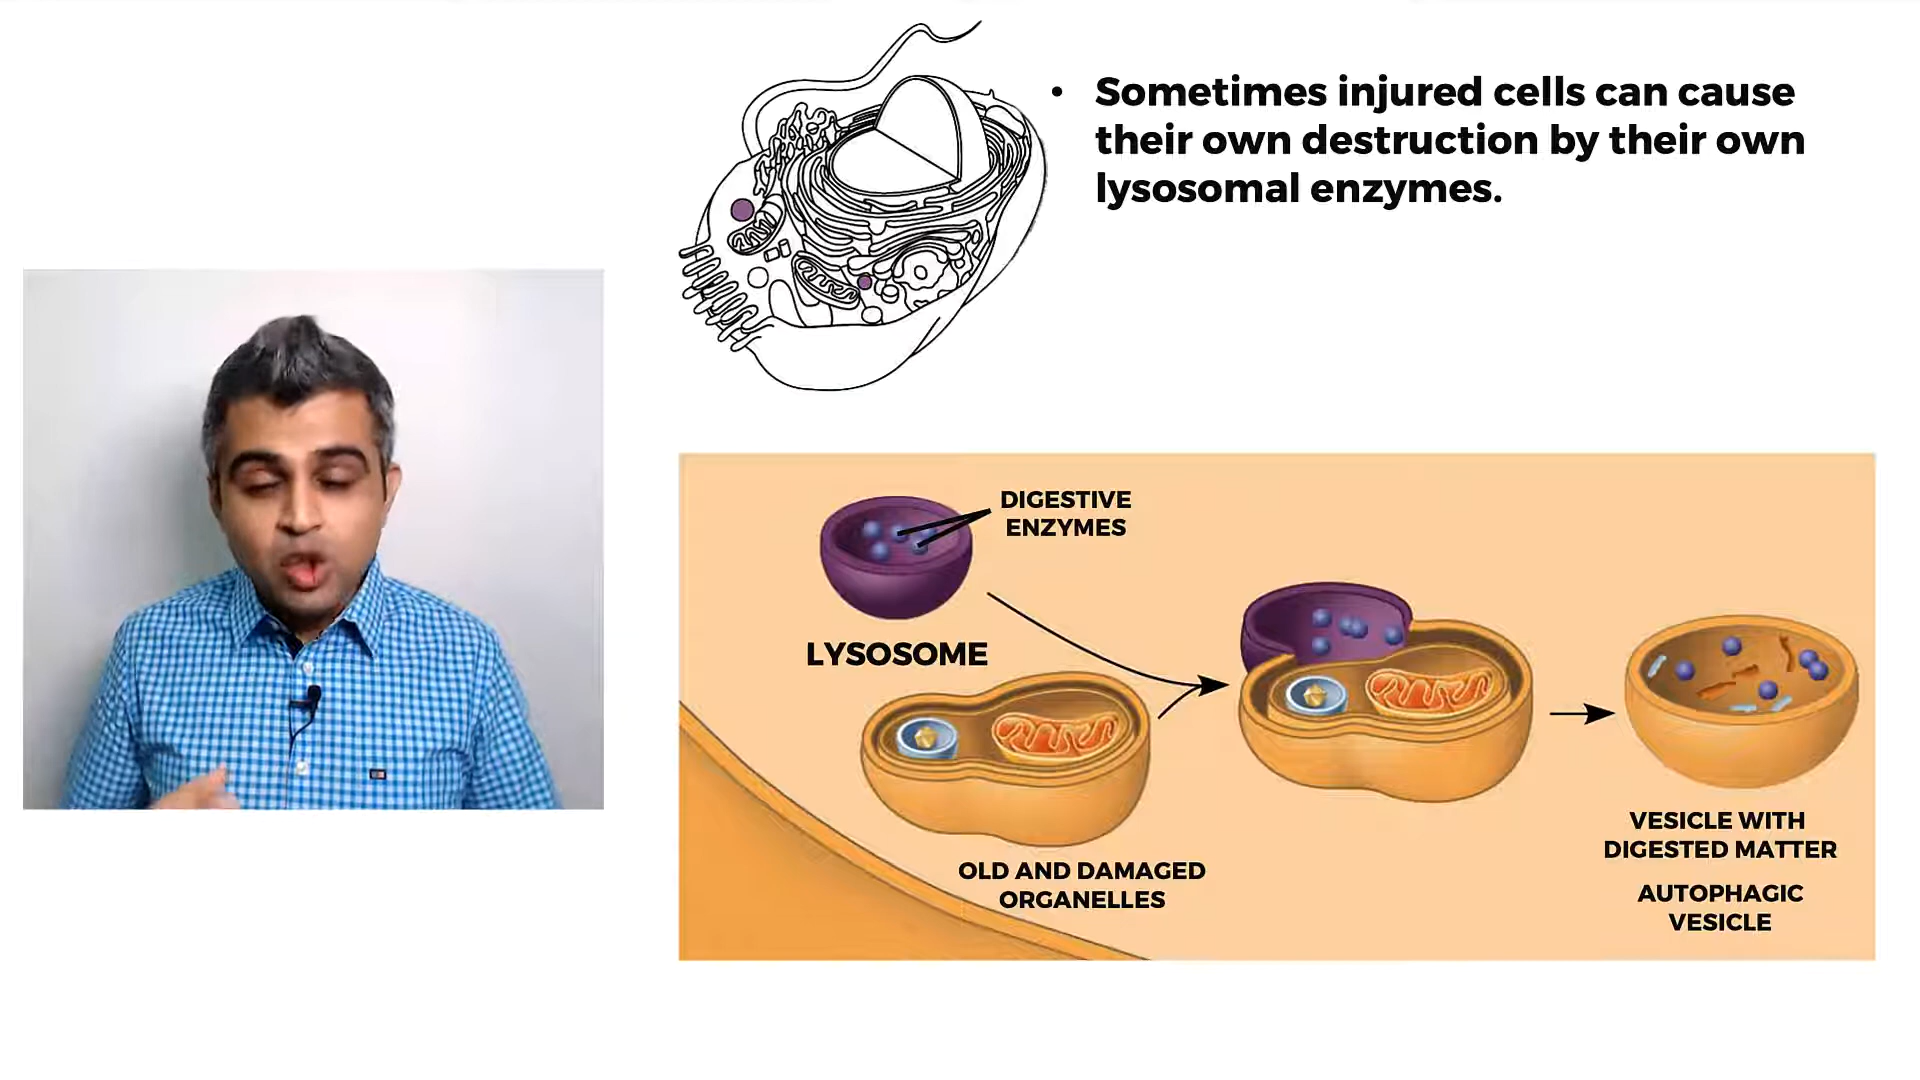 • Sometimes injured cells can cause
their own destruction by their own
lysosomal enzymes.
DIGESTIVE
ENZYMES
LYSOSOME
OLD AND DAMAGED
ORGANELLES
VESICLE WITH
DIGESTED MATTER
AUTOPHAGIC
VESICLE